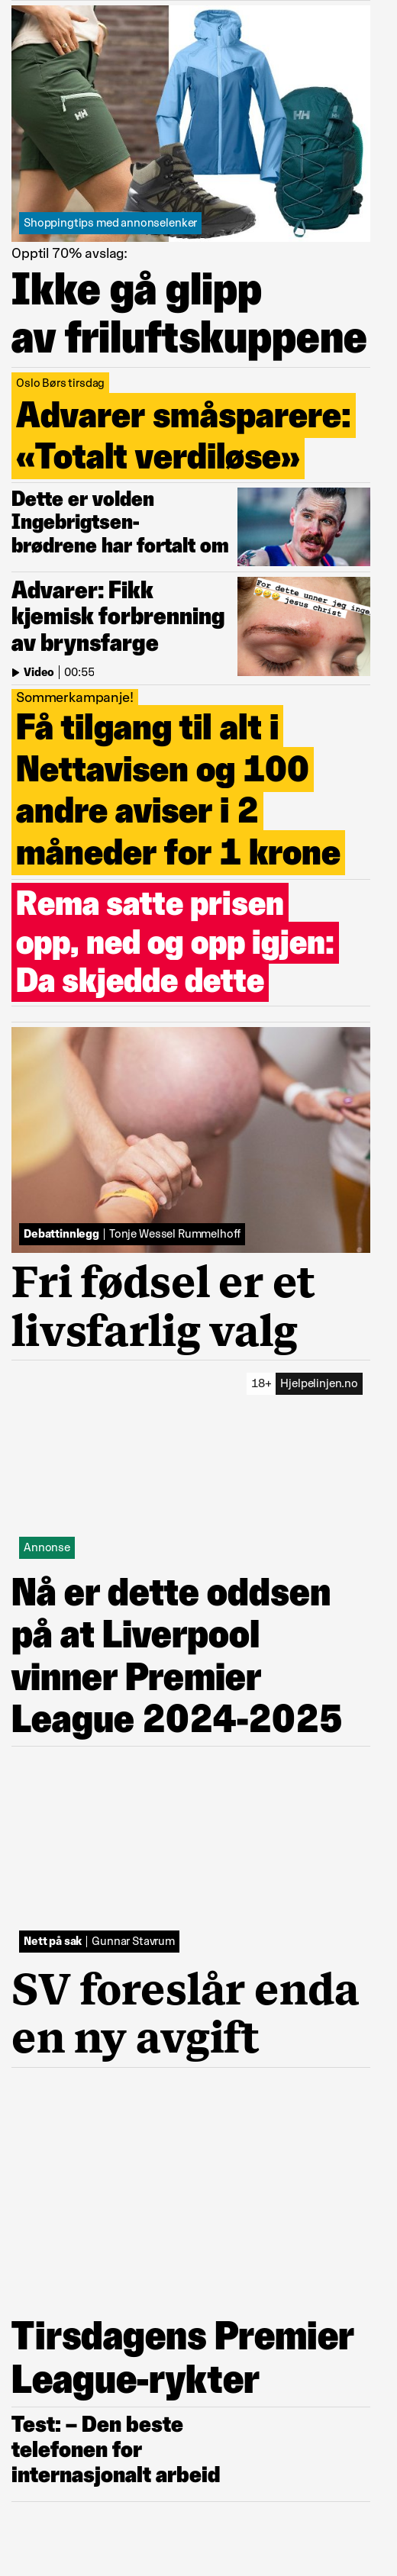 HH
HH
Shoppingtips med annonselenker
Opptil 70% avslag:
Ikke gå glipp
av friluftskuppene
Oslo Børs tirsdag
Advarer småsparere:
«Totalt verdiløse»
Dette er volden
Ingebrigtsen-
brødrene har fortalt om
Advarer: Fikk
kjemisk forbrenning
av brynsfarge
For dette unner jeg inge
jesus christ
Video | 00:55
Sommerkampanje!
Få tilgang til alt i
Nettavisen og 100
andre aviser i 2
måneder for 1 krone
Rema satte prisen
opp, ned og opp igjen:
Da skjedde dette
Debattinnlegg | Tonje Wessel Rummelhoff
Fri fødsel er et
livsfarlig valg
18+ Hjelpelinjen.no
Annonse
Nå er dette oddsen
på at Liverpool
vinner Premier
League 2024-2025
Nett på sak | Gunnar Stavrum
SV foreslår enda
en ny avgift
Tirsdagens Premier
League-rykter
Test: – Den beste
telefonen for
internasjonalt arbeid